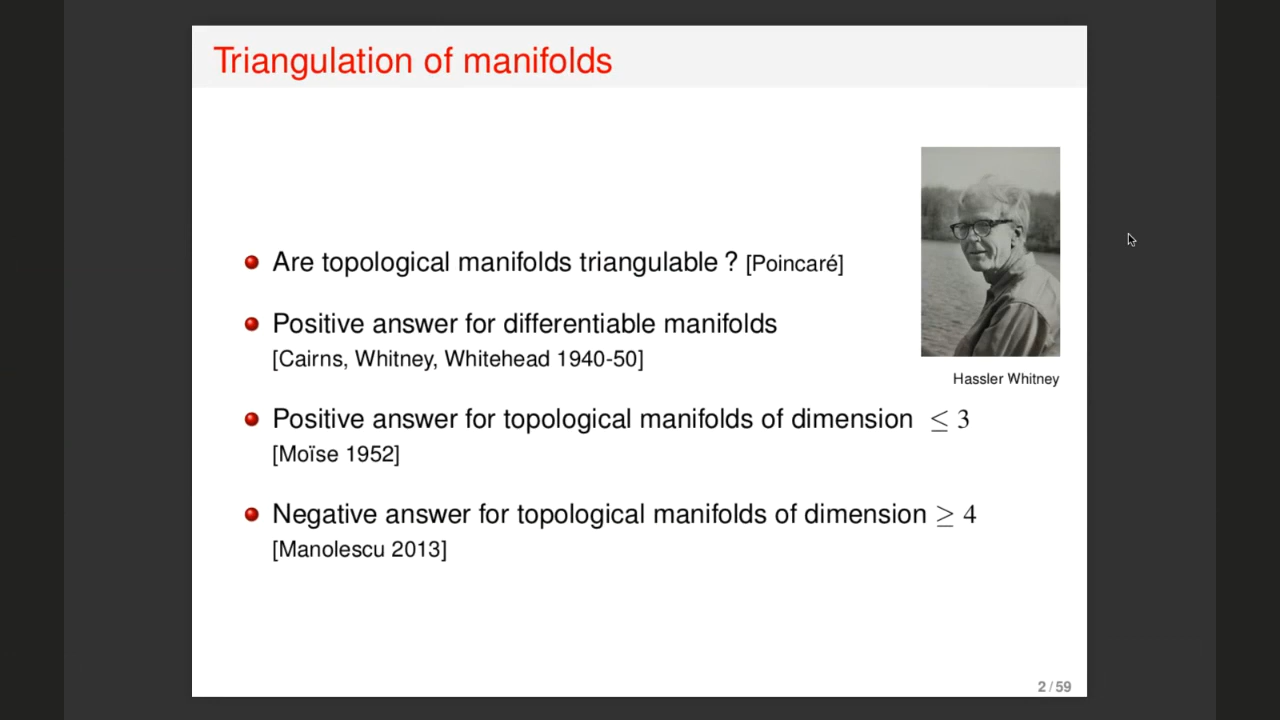 Triangulation of manifolds
Are topological manifolds triangulable ? [Poincaré]
Positive answer for differentiable manifolds
[Cairns, Whitney, Whitehead 1940-50]
Hassler Whitney
Positive answer for topological manifolds of dimension ≤ 3
[Moïse 1952]
Negative answer for topological manifolds of dimension ≥ 4
[Manolescu 2013]
2 / 59